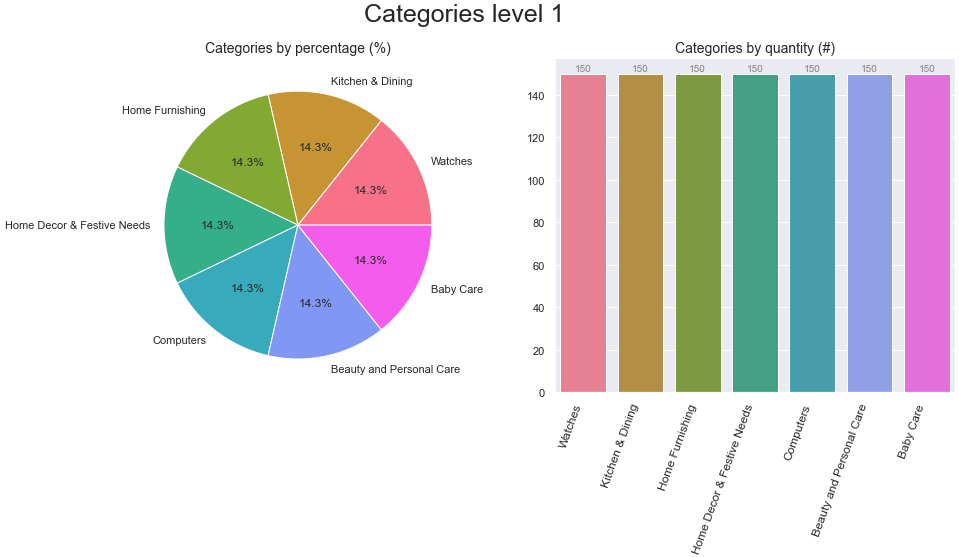 Categories level 1
Categories by percentage (%)
Kitchen & Dining
Home Furnishing
14.3%
14.3%
Watches
14.3%
Home Decor & Festive Needs
14.3%
14.3%
Baby Care
14.3%
Computers
14.3%
Beauty and Personal Care
Categories by quantity (#)
150
150
150
150
150
150
150
140
120
100
80
60
40
20
0
Watches
Kitchen & Dining
Home Furnishing
Home Decor & Festive Needs
Computers
Beauty and Personal Care
Baby Care